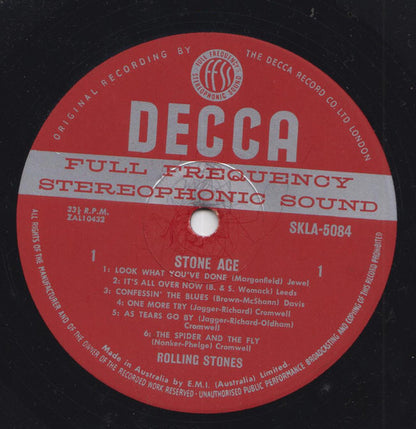 ORIGINAL RECORDING BY THE DECCA RECORD CO. LTD. LONDON
FULL FREQUENCY
FFSS
STEREOPHONIC SOUND
DECCA
FULL FREQUENCY
STEREOPHONIC SOUND
33⅓ R.P.M.
ZAL10432
SKLA-5084
1
STONE AGE
1
1: LOOK WHAT YOU'VE DONE (Morganfield) Jewel
2: IT'S ALL OVER NOW (B. & S. Womack) Leeds
3: CONFESSIN' THE BLUES (Brown-McShann) Davis
4: ONE MORE TRY (Jagger-Richard) Cromwell
5: AS TEARS GO BY (Jagger-Richard-Oldham)
Cromwell
6: THE SPIDER AND THE FLY
(Nonker-Phelge) Cromwell
ROLLING STONES
Made in Australia by E.M.I. (Australia) Limited.
ALL RIGHTS OF THE MANUFACTURER AND OF THE OWNER OF THE RECORDED WORK RESERVED · UNAUTHORISED PUBLIC PERFORMANCE BROADCASTING AND COPYING OF THIS RECORD PROHIBITED